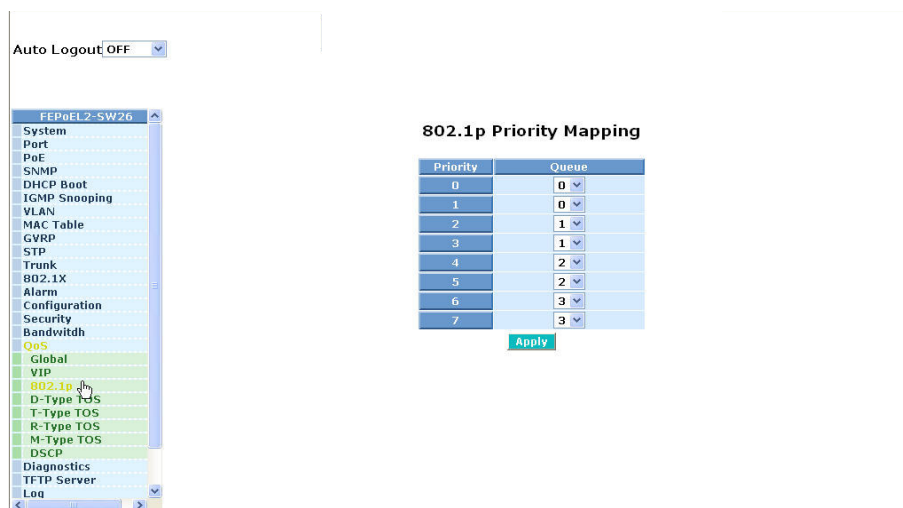 Auto Logout OFF
FEPoEL2-SW26
System
Port
PoE
SNMP
DHCP Boot
IGMP Snooping
VLAN
MAC Table
GVRP
STP
Trunk
802.1X
Alarm
Configuration
Security
Bandwitdh
QoS
Global
VIP
802.1p
D-Type TOS
T-Type TOS
R-Type TOS
M-Type TOS
DSCP
Diagnostics
TFTP Server
Log
802.1p Priority Mapping
Priority Queue
0 0
1 0
2 1
3 1
4 2
5 2
6 3
7 3
Apply